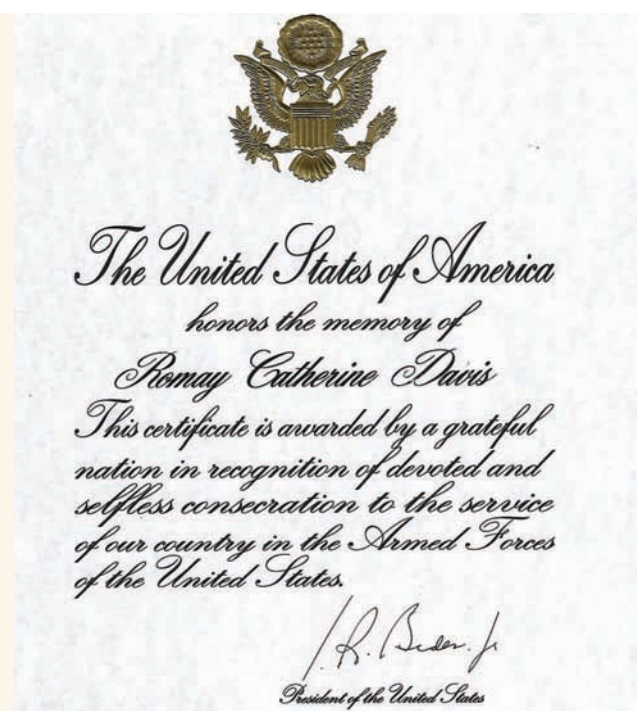 The United States of America
honors the memory of
Romay Catherine Davis
This certificate is awarded by a grateful
nation in recognition of devoted and
selfless consecration to the service
of our country in the Armed Forces
of the United States.
J. R. Biden. Jr
President of the United States